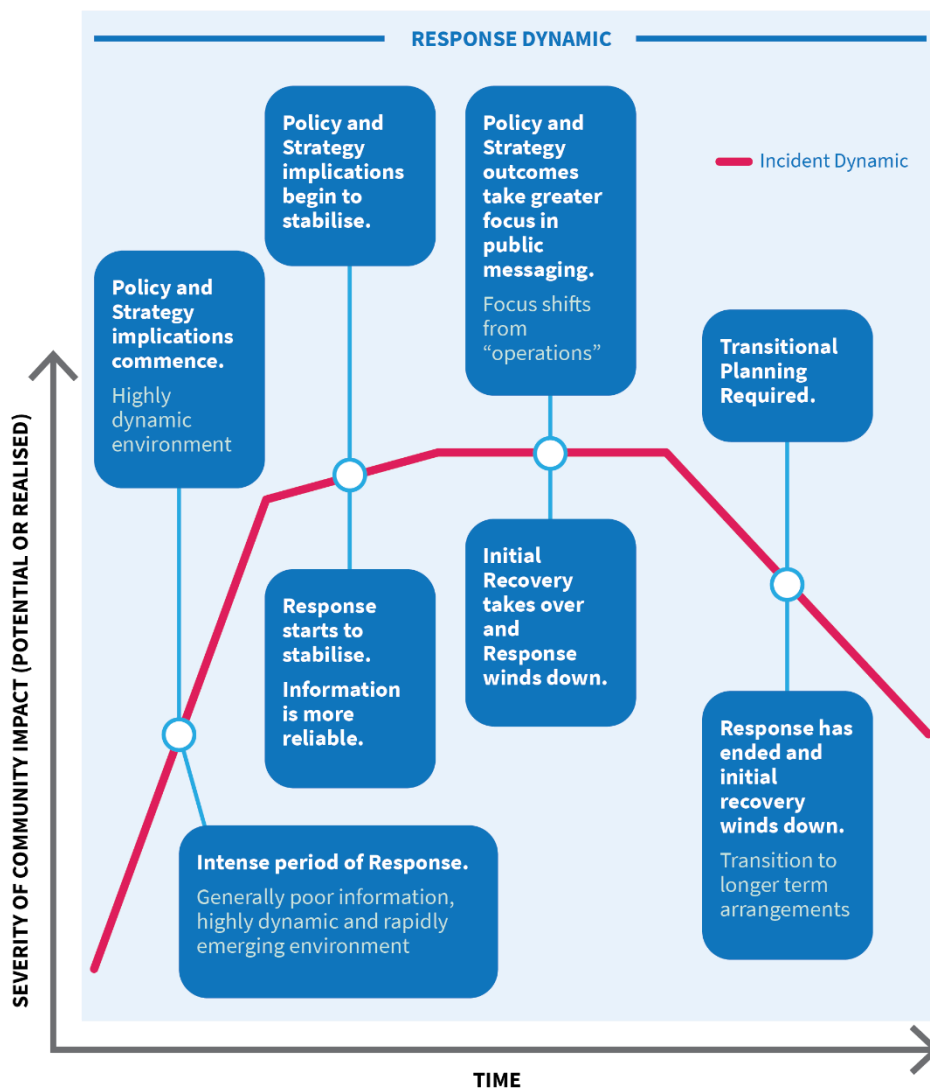 RESPONSE DYNAMIC
Incident Dynamic
Policy and
Strategy
implications
commence.
Highly
dynamic
environment
Policy and
Strategy
implications
begin to
stabilise.
Policy and
Strategy
outcomes
take greater
focus in
public
messaging.
Focus shifts
from
“operations”
Transitional
Planning
Required.
Intense period of Response.
Generally poor information,
highly dynamic and rapidly
emerging environment
Response
starts to
stabilise.
Information
is more
reliable.
Initial
Recovery
takes over
and
Response
winds down.
Response has
ended and
initial
recovery
winds down.
Transition to
longer term
arrangements
SEVERITY OF COMMUNITY IMPACT (POTENTIAL OR REALISED)
TIME